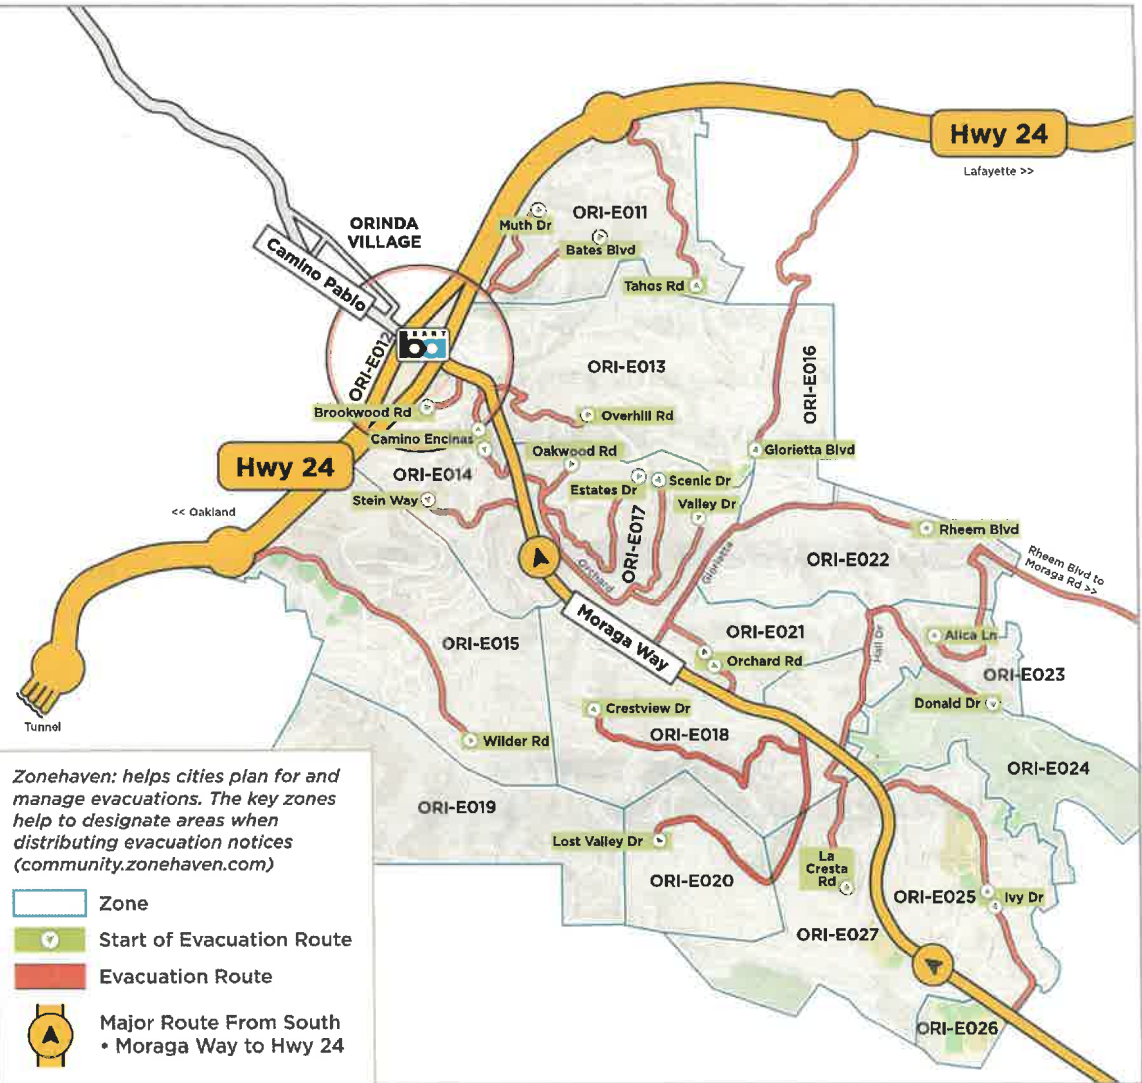 Hwy 24
Lafayette >>
ORINDA
VILLAGE
Camino Pablo
ORI-E011
Muth Dr
Bates Blvd
Tahos Rd
BART
ba
ORI-E012
ORI-E013
ORI-E016
Brookwood Rd
Overhill Rd
Camino Encinas
Oakwood Rd
Glorietta Blvd
Hwy 24
ORI-E014
Estates Dr
Scenic Dr
Stein Way
Valley Dr
<< Oakland
ORI-E017
Rheem Blvd
Orchard
Glorietta
ORI-E022
Rheem Blvd to
Moraga Rd >>
Moraga Way
ORI-E015
ORI-E021
Hall Dr
Alica Ln
Orchard Rd
ORI-E023
Donald Dr
Crestview Dr
ORI-E018
Wilder Rd
Tunnel
ORI-E024
ORI-E019
Lost Valley Dr
La
Cresta
Rd
ORI-E020
ORI-E025
Ivy Dr
ORI-E027
ORI-E026
Zonehaven: helps cities plan for and
manage evacuations. The key zones
help to designate areas when
distributing evacuation notices
(community.zonehaven.com)
Zone
Start of Evacuation Route
Evacuation Route
Major Route From South
• Moraga Way to Hwy 24